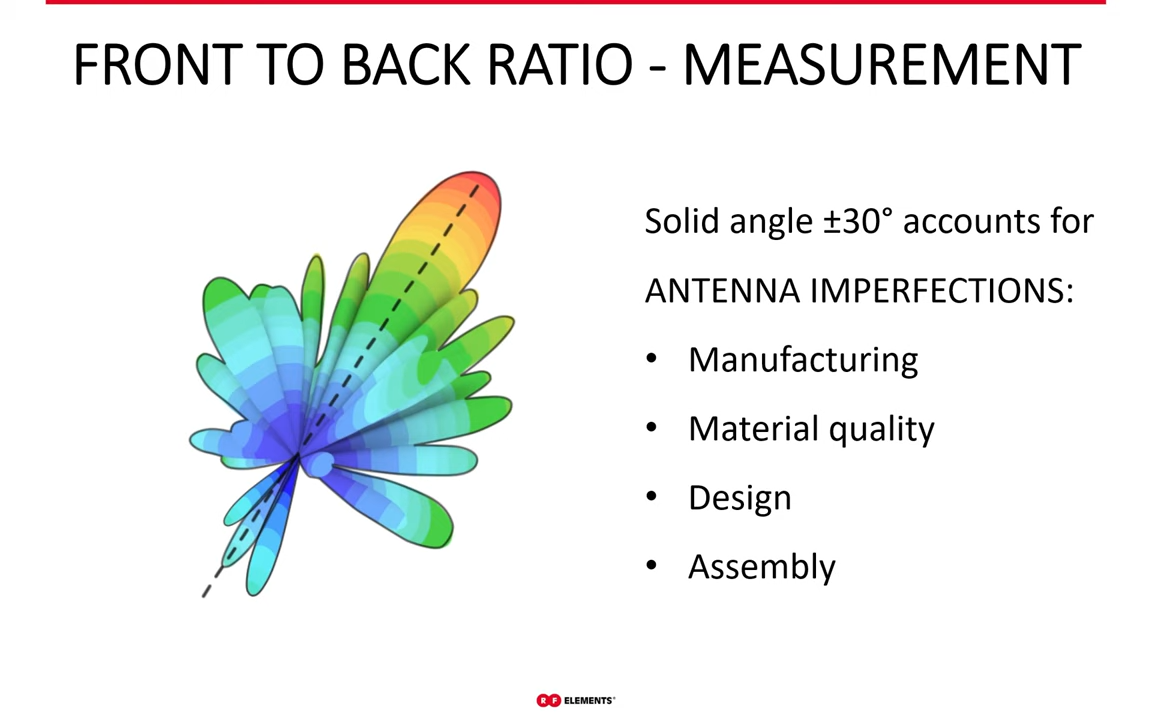 FRONT TO BACK RATIO - MEASUREMENT
Solid angle ±30° accounts for
ANTENNA IMPERFECTIONS:
• Manufacturing
• Material quality
• Design
• Assembly
RF ELEMENTS